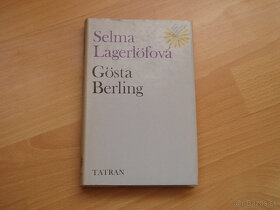 Selma
Lagerlöfová
Gösta
Berling
TATRAN